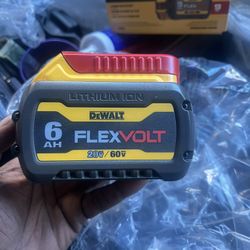 LITHIUM ION
DEWALT
6
AH
FLEXVOLT
20V / 60V